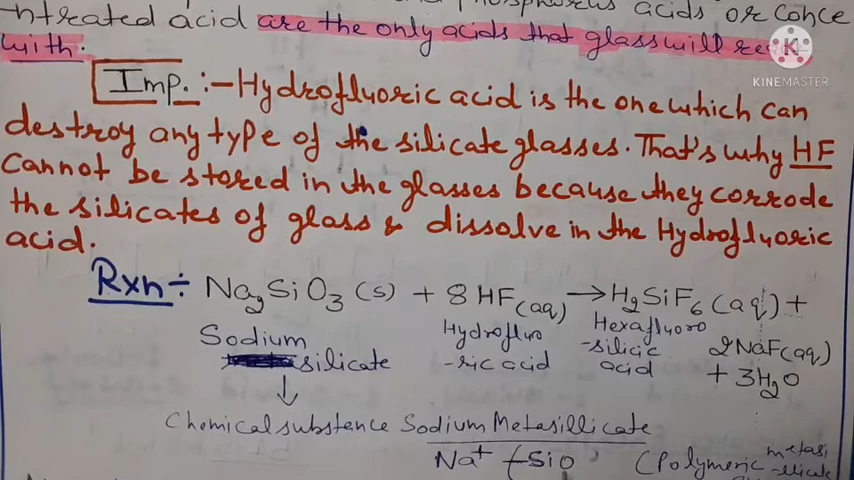 ntrated acid are the only acids that glass will
with.
KINEMASTER
Imp. :- Hydrofluoric acid is the one which can
destroy any type of the silicate glasses. That's why HF
cannot be stored in the glasses because they corrode
the silicates of glass & dissolve in the Hydrofluoric
acid.
Rxn ÷ Na2SiO3 (s) + 8 HF(aq) → H2SiF6 (aq) +
2NaF(aq)
+ 3H2O
Sodium
silicate
Hydrofluo
-ric acid
Hexafluoro
-silicic
acid
↓
Chemical substence Sodium Metasillicate
Na+
(Polymeric